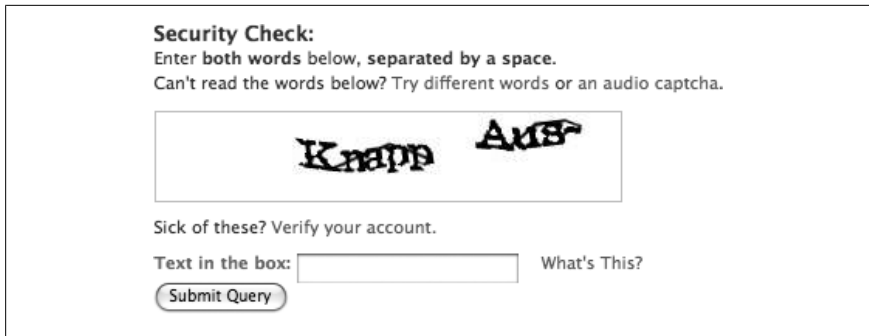 Security Check:
Enter both words below, separated by a space.
Can't read the words below? Try different words or an audio captcha.
Knapp Aus-
Sick of these? Verify your account.
Text in the box: What's This?
Submit Query